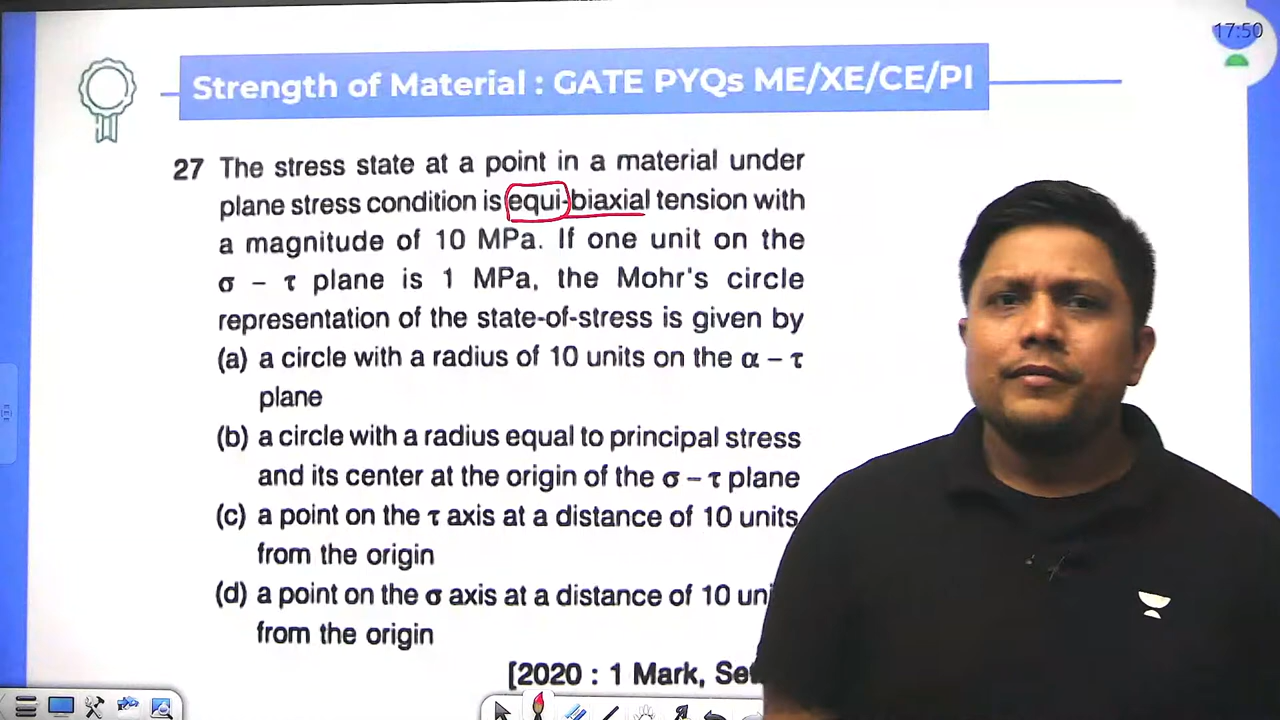 17:50
Strength of Material : GATE PYQs ME/XE/CE/PI
27 The stress state at a point in a material under
plane stress condition is equi-biaxial tension with
a magnitude of 10 MPa. If one unit on the
σ – τ plane is 1 MPa, the Mohr's circle
representation of the state-of-stress is given by
(a) a circle with a radius of 10 units on the α – τ
plane
(b) a circle with a radius equal to principal stress
and its center at the origin of the σ – τ plane
(c) a point on the τ axis at a distance of 10 units
from the origin
(d) a point on the σ axis at a distance of 10
from the origin
[2020 : 1 Mark,